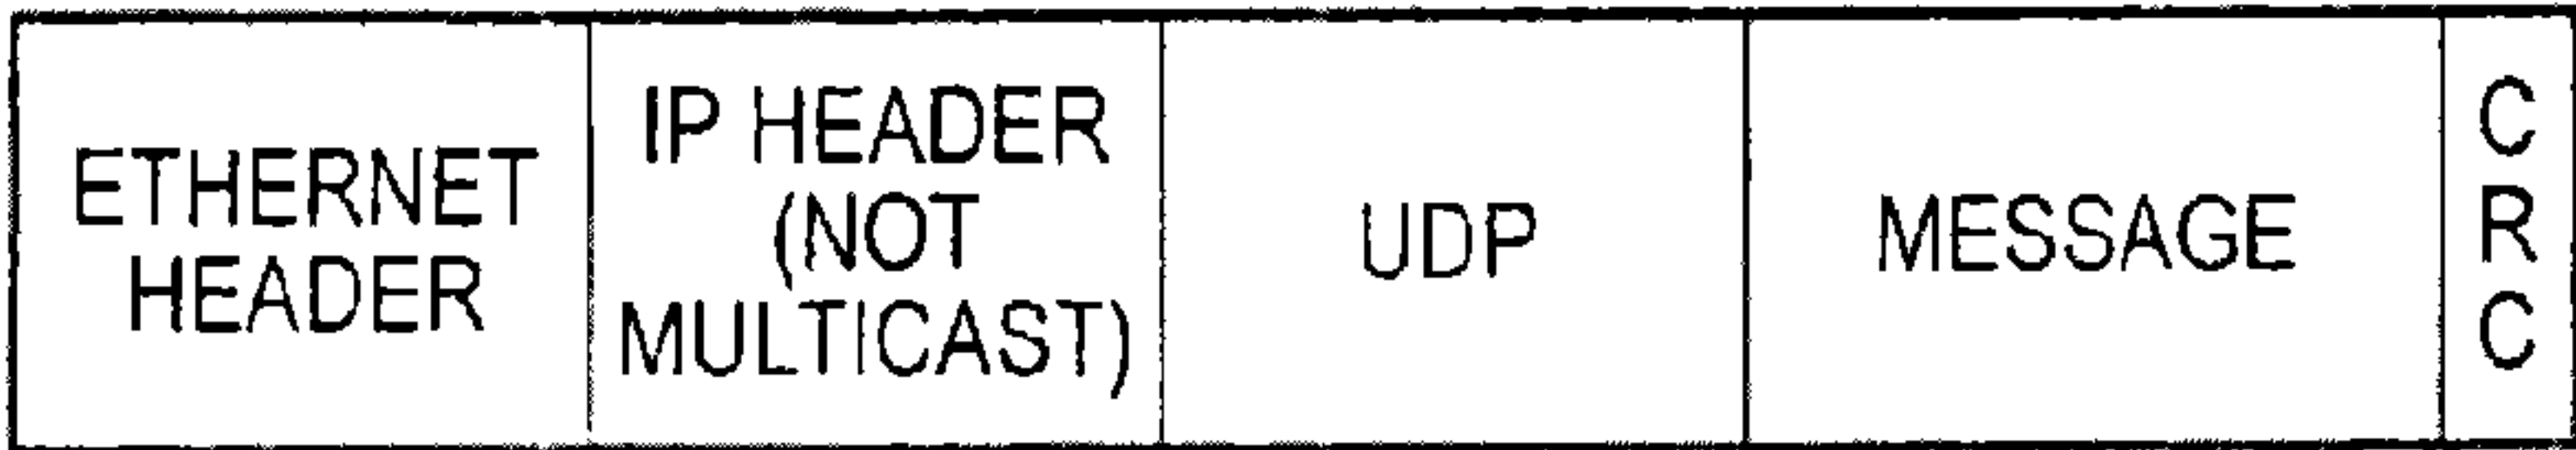 ETHERNET
HEADER
IP HEADER
(NOT
MULTICAST)
UDP
MESSAGE
C
R
C